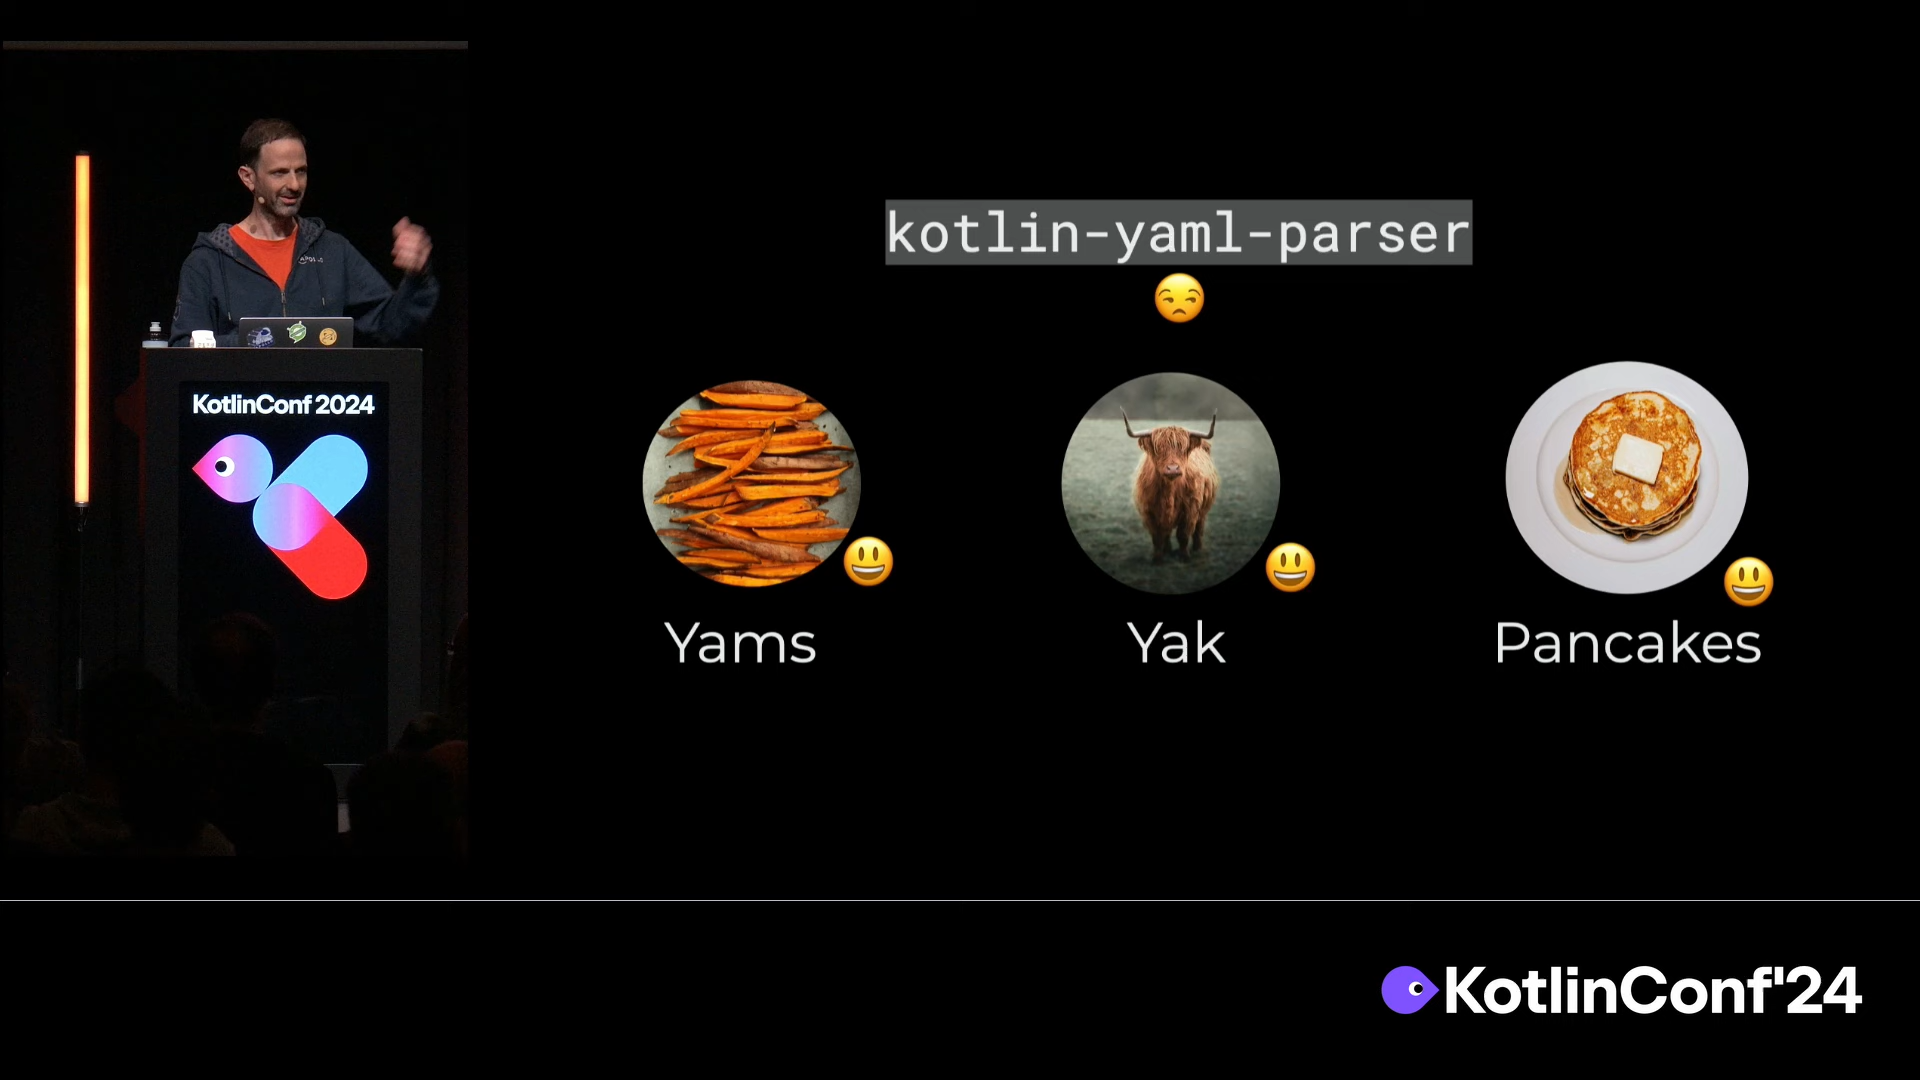 kotlin-yaml-parser
Yams
Yak
Pancakes
KotlinConf 2024
KotlinConf'24